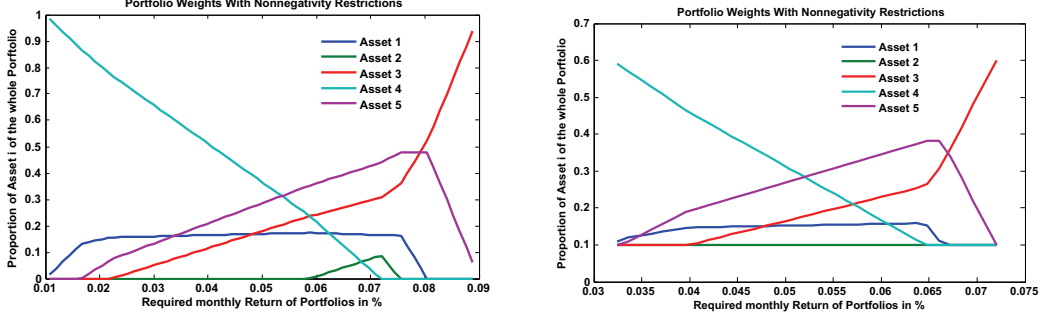 Portfolio Weights With Nonnegativity Restrictions
Proportion of Asset i of the whole Porftolio
1
0.9
0.8
0.7
0.6
0.5
0.4
0.3
0.2
0.1
0
Asset 1
Asset 2
Asset 3
Asset 4
Asset 5
0.01 0.02 0.03 0.04 0.05 0.06 0.07 0.08 0.09
Required monthly Return of Portfolios in %
Portfolio Weights With Nonnegativity Restrictions
Proportion of Asset i of the whole Portfolio
0.7
0.6
0.5
0.4
0.3
0.2
0.1
0
Asset 1
Asset 2
Asset 3
Asset 4
Asset 5
0.03 0.035 0.04 0.045 0.05 0.055 0.06 0.065 0.07 0.075
Required monthly Return of Portfolios in %